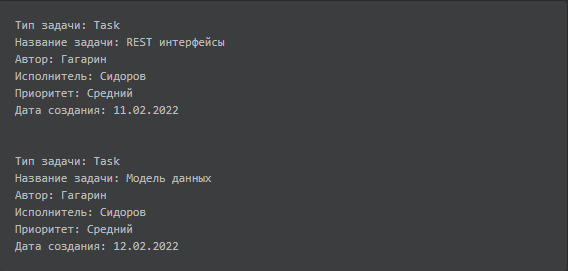 Тип задачи: Task
Название задачи: REST интерфейсы
Автор: Гагарин
Исполнитель: Сидоров
Приоритет: Средний
Дата создания: 11.02.2022
Тип задачи: Task
Название задачи: Модель данных
Автор: Гагарин
Исполнитель: Сидоров
Приоритет: Средний
Дата создания: 12.02.2022